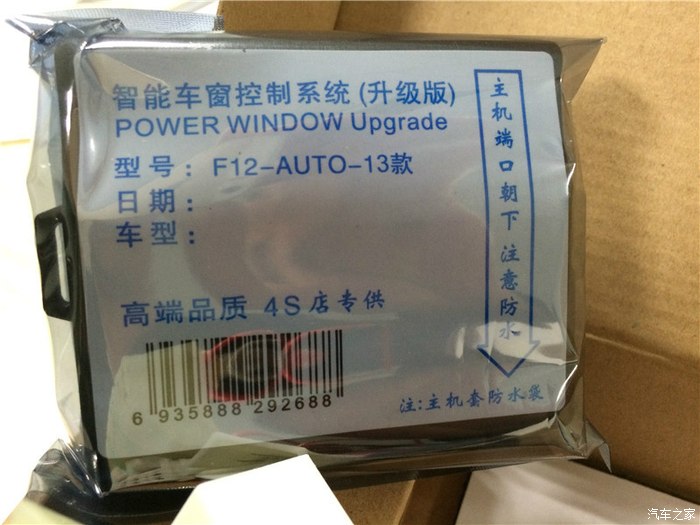 智能车窗控制系统(升级版)
POWER WINDOW Upgrade
型号：F12-AUTO-13款
日期：
车型：
高端品质 4S店专供
6 935888 292688
主机端口朝下 注意防水
注:主机套防水袋
汽车之家